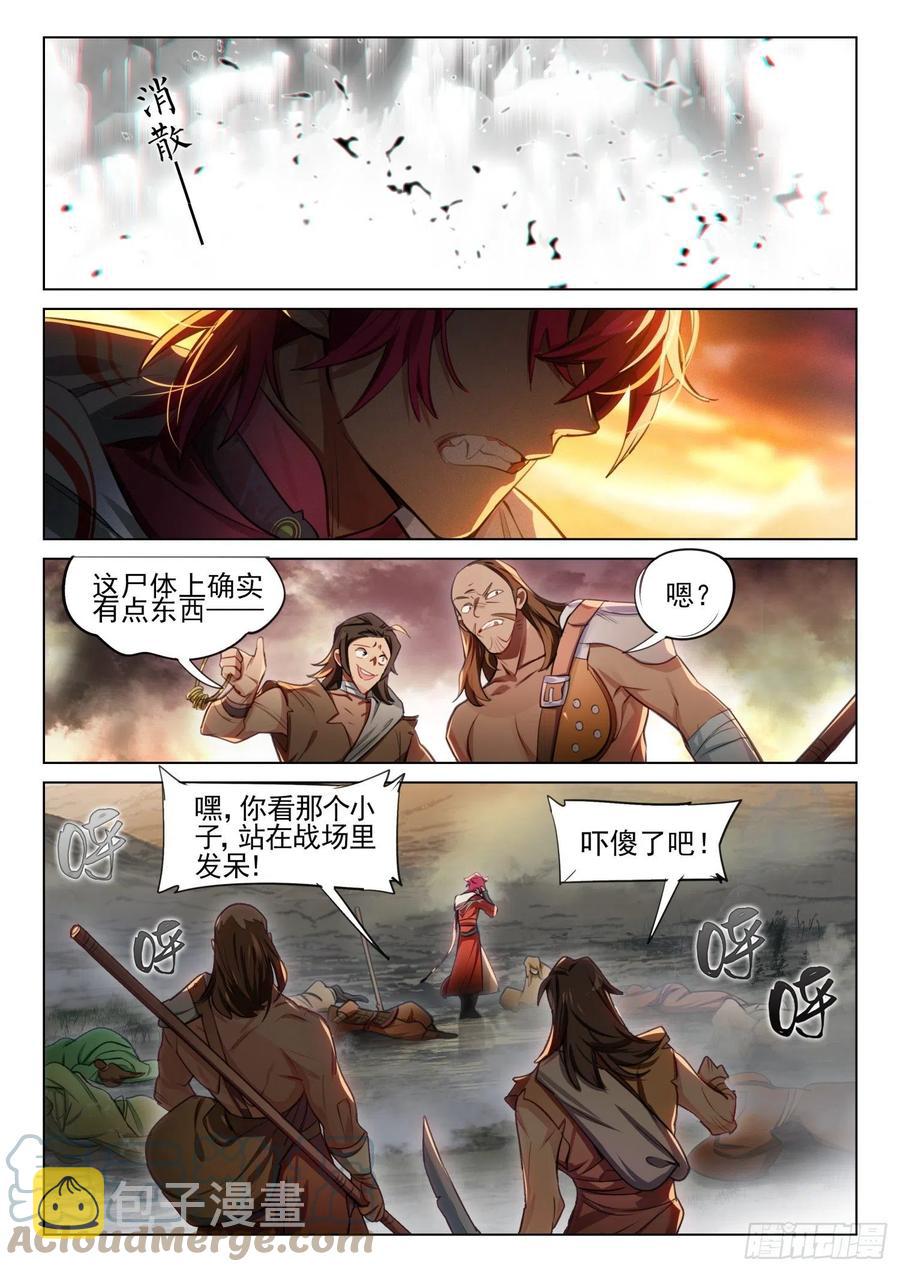 消散
这尸体上确实
有点东西——
嗯？
嘿，你看那个小
子，站在战场里
发呆！
吓傻了吧！
呼
呼
呼
呼
包子漫畫
AcloudMerge.com
腾讯动漫